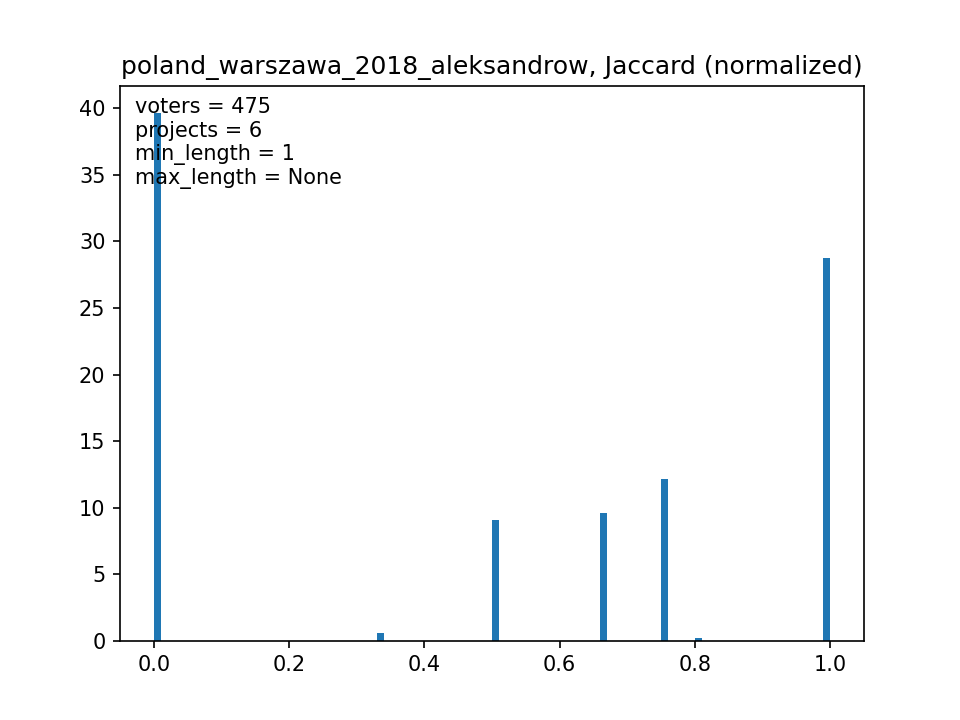 poland_warszawa_2018_aleksandrow, Jaccard (normalized)
voters = 475
projects = 6
min_length = 1
max_length = None
40
35
30
25
20
15
10
5
0
0.0 0.2 0.4 0.6 0.8 1.0